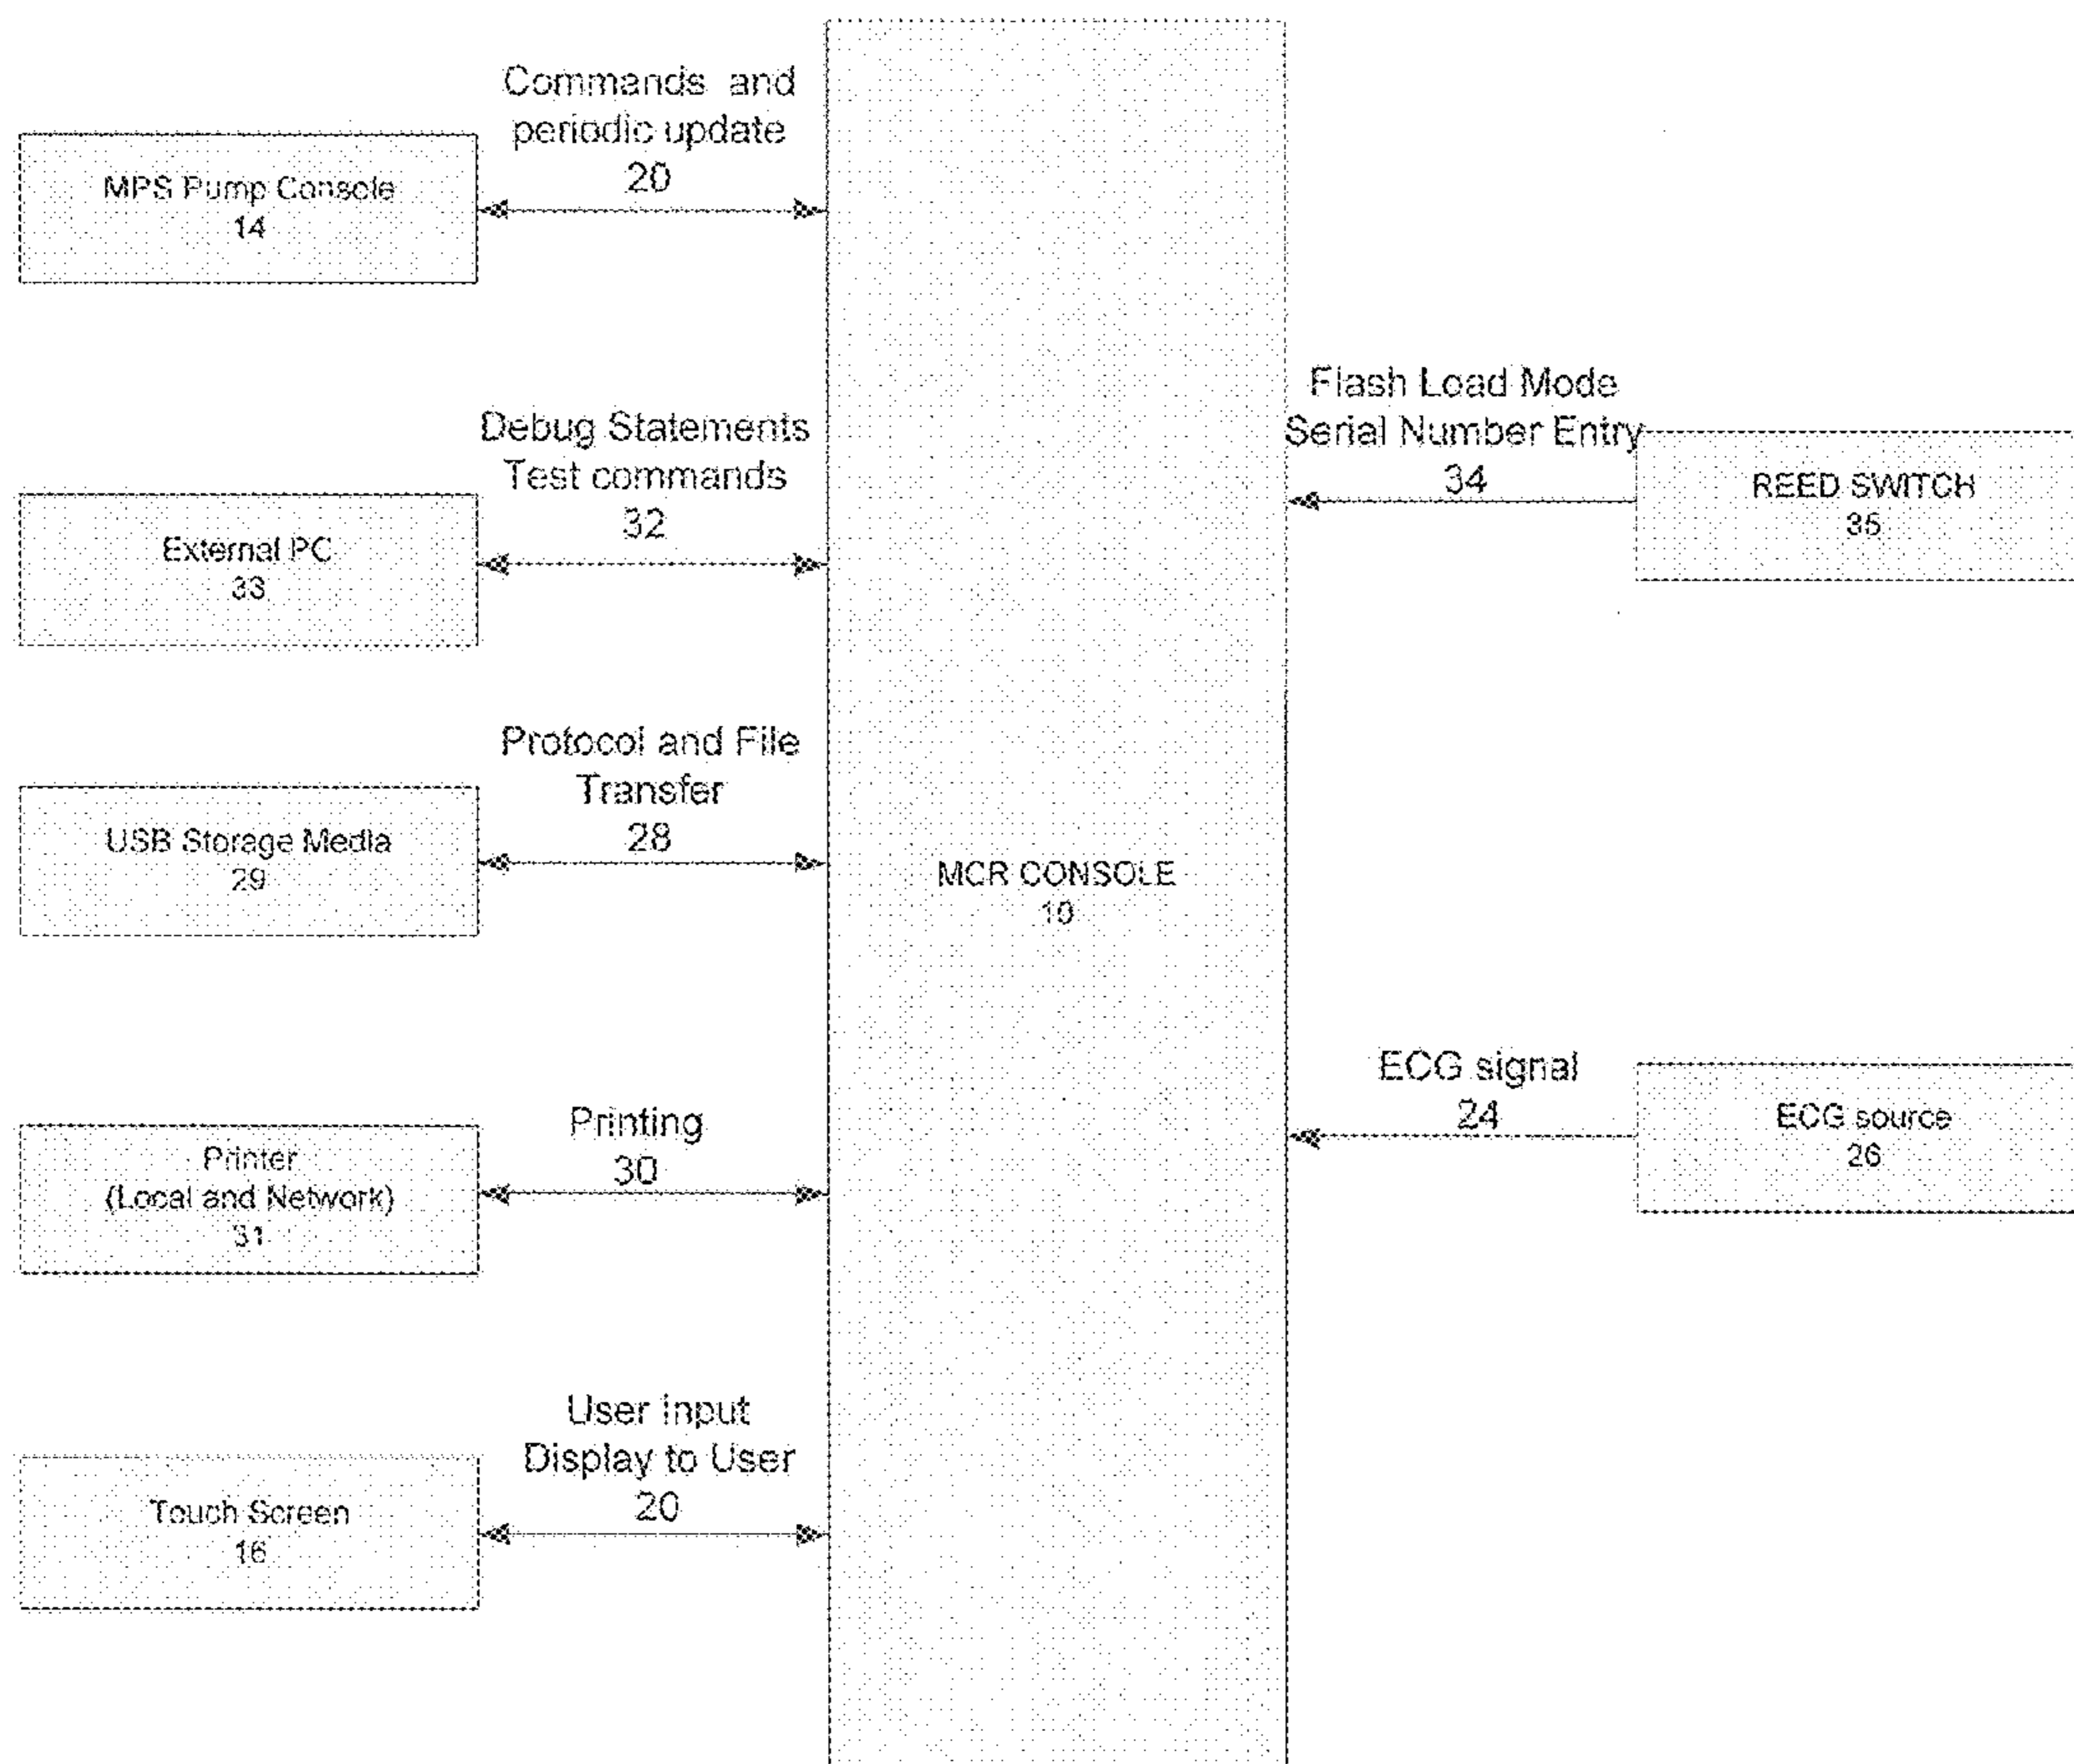 Commands and
periodic update
20
MPS Pump Console
14
Debug Statements
Test commands
32
External PC
33
Protocol and File
Transfer
28
USB Storage Media
29
Printing
30
Printer
(Local and Network)
31
User input
Display to User
20
Touch Screen
16
MCR CONSOLE
10
Flash Load Mode
Serial Number Entry
34
REED SWITCH
35
ECG signal
24
ECG source
26